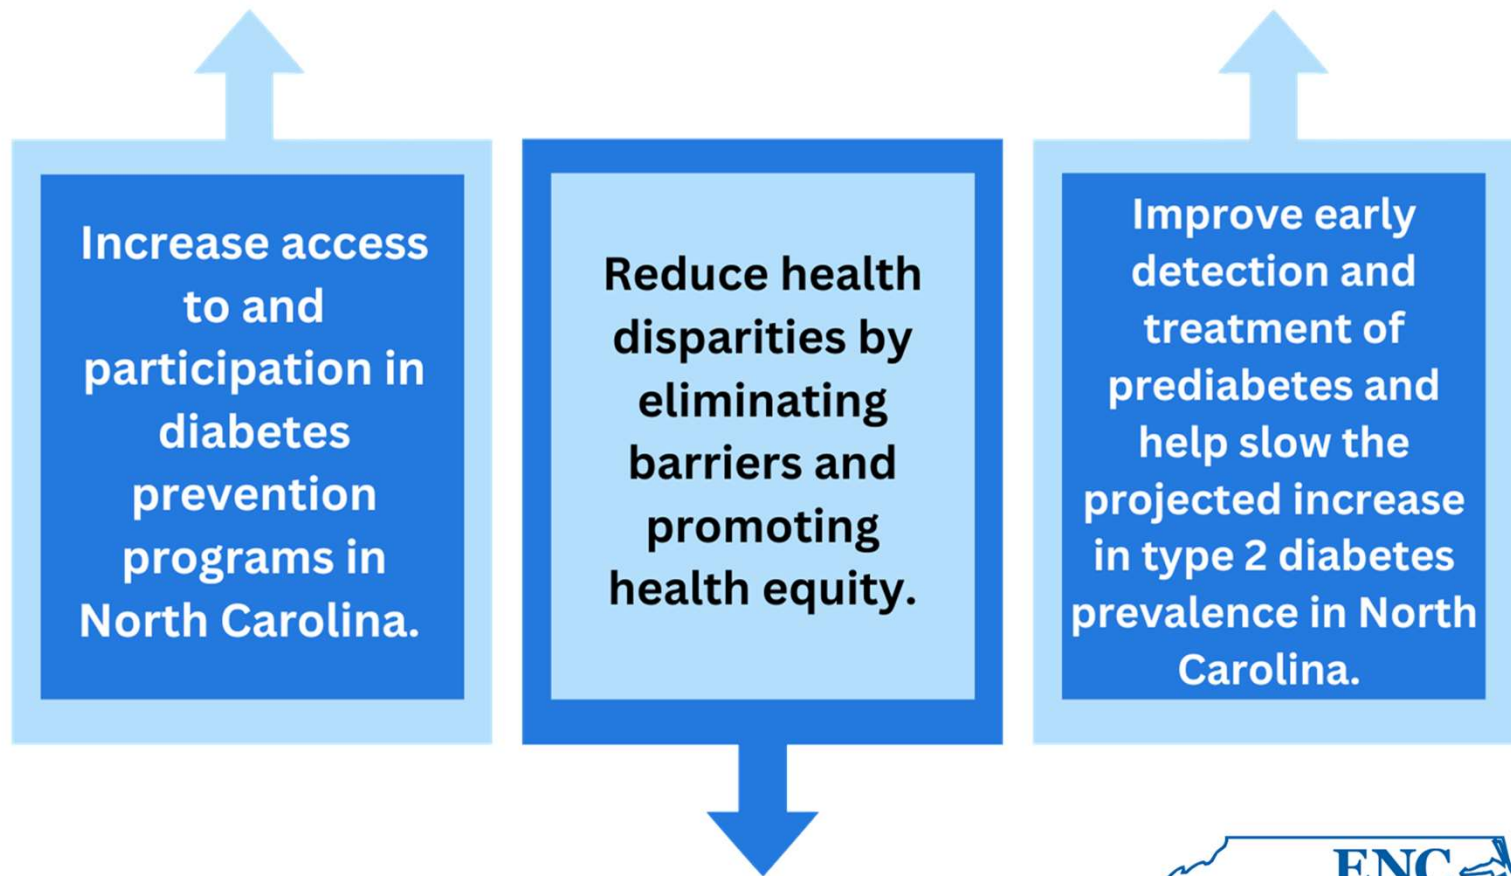 Increase access
to and
participation in
diabetes
prevention
programs in
North Carolina.
Reduce health
disparities by
eliminating
barriers and
promoting
health equity.
Improve early
detection and
treatment of
prediabetes and
help slow the
projected increase
in type 2 diabetes
prevalence in North
Carolina.
ENC